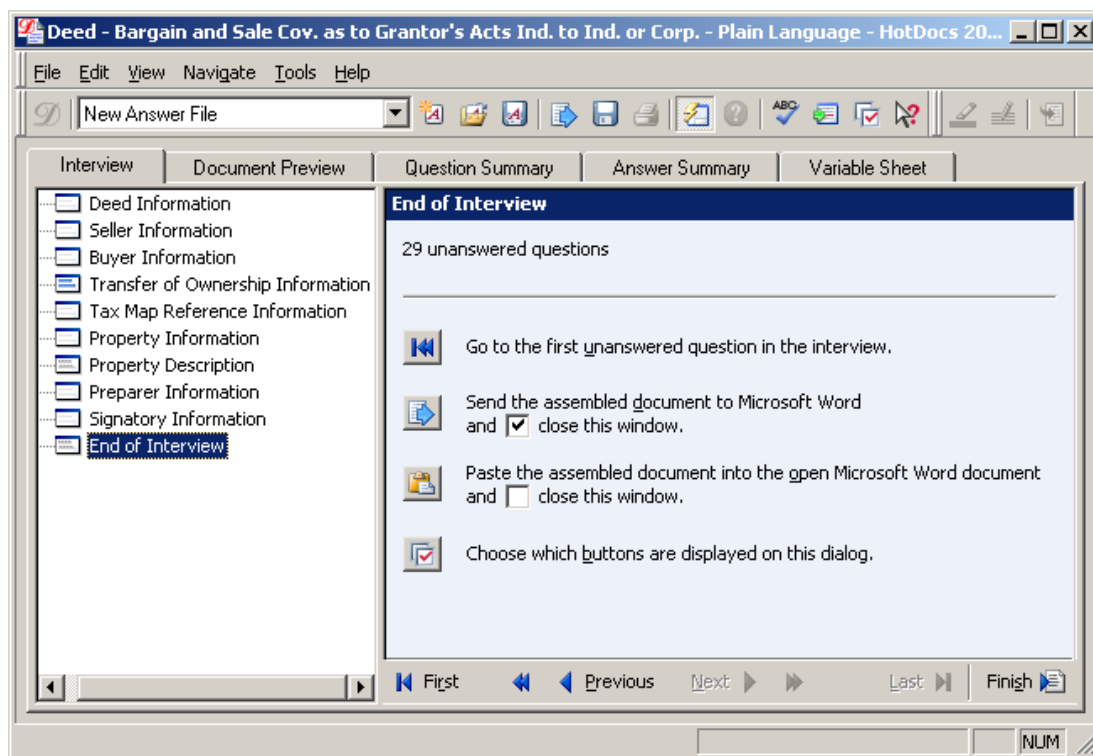 Deed - Bargain and Sale Cov. as to Grantor's Acts Ind. to Ind. or Corp. - Plain Language - HotDocs 20...
File Edit View Navigate Tools Help
New Answer File
ABC
Interview Document Preview Question Summary Answer Summary Variable Sheet
Deed Information
Seller Information
Buyer Information
Transfer of Ownership Information
Tax Map Reference Information
Property Information
Property Description
Preparer Information
Signatory Information
End of Interview
End of Interview
29 unanswered questions
Go to the first unanswered question in the interview.
Send the assembled document to Microsoft Word
and close this window.
Paste the assembled document into the open Microsoft Word document
and close this window.
Choose which buttons are displayed on this dialog.
First Previous Next Last Finish
NUM